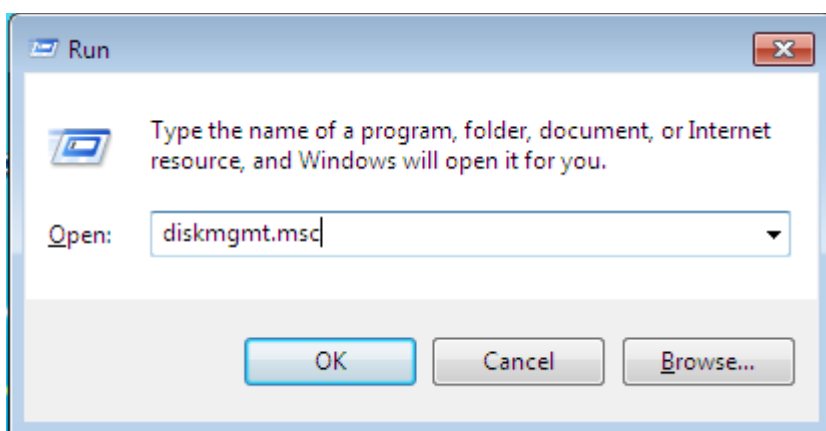 Run
Type the name of a program, folder, document, or Internet
resource, and Windows will open it for you.
Open: diskmgmt.msc
OK Cancel Browse...